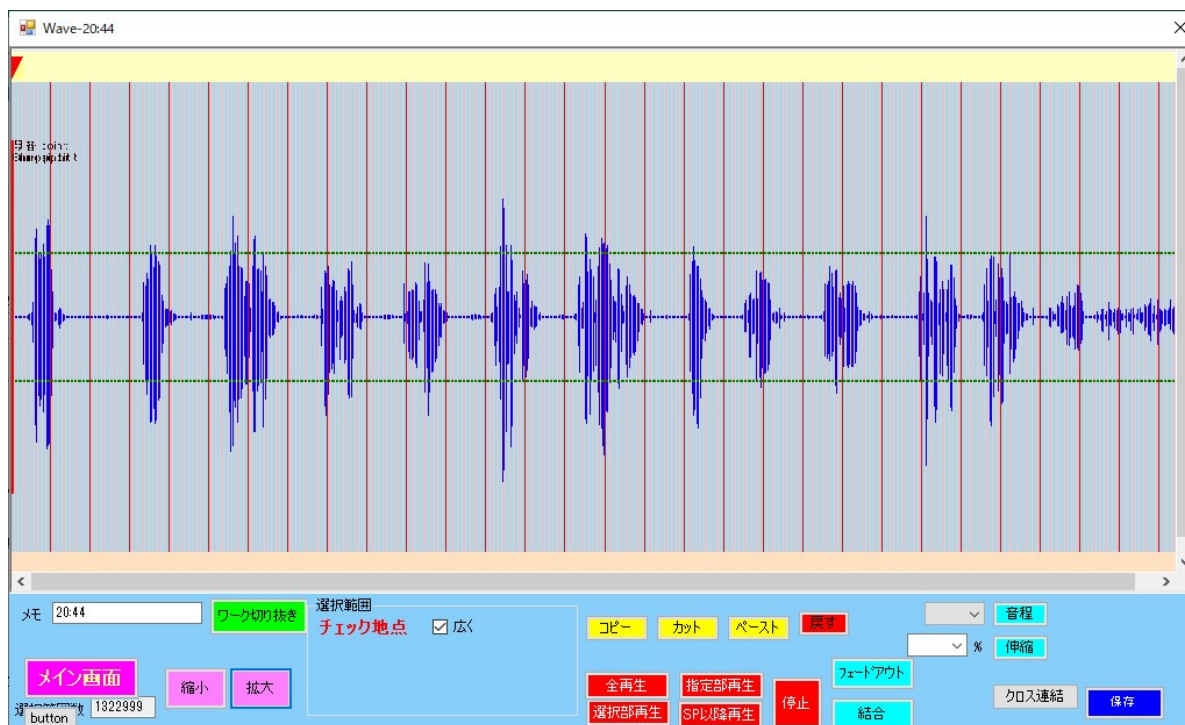 Wave-20:44
メモ 20:44
ワーク切り抜き
選択範囲
チェック地点 広く
コピー カット ペースト 戻す
音程
% 伸縮
メイン画面
縮小 拡大
全再生 指定部再生 停止
フェードアウト
選択部再生 SP以降再生
結合
クロス連結 保存
1322999
button